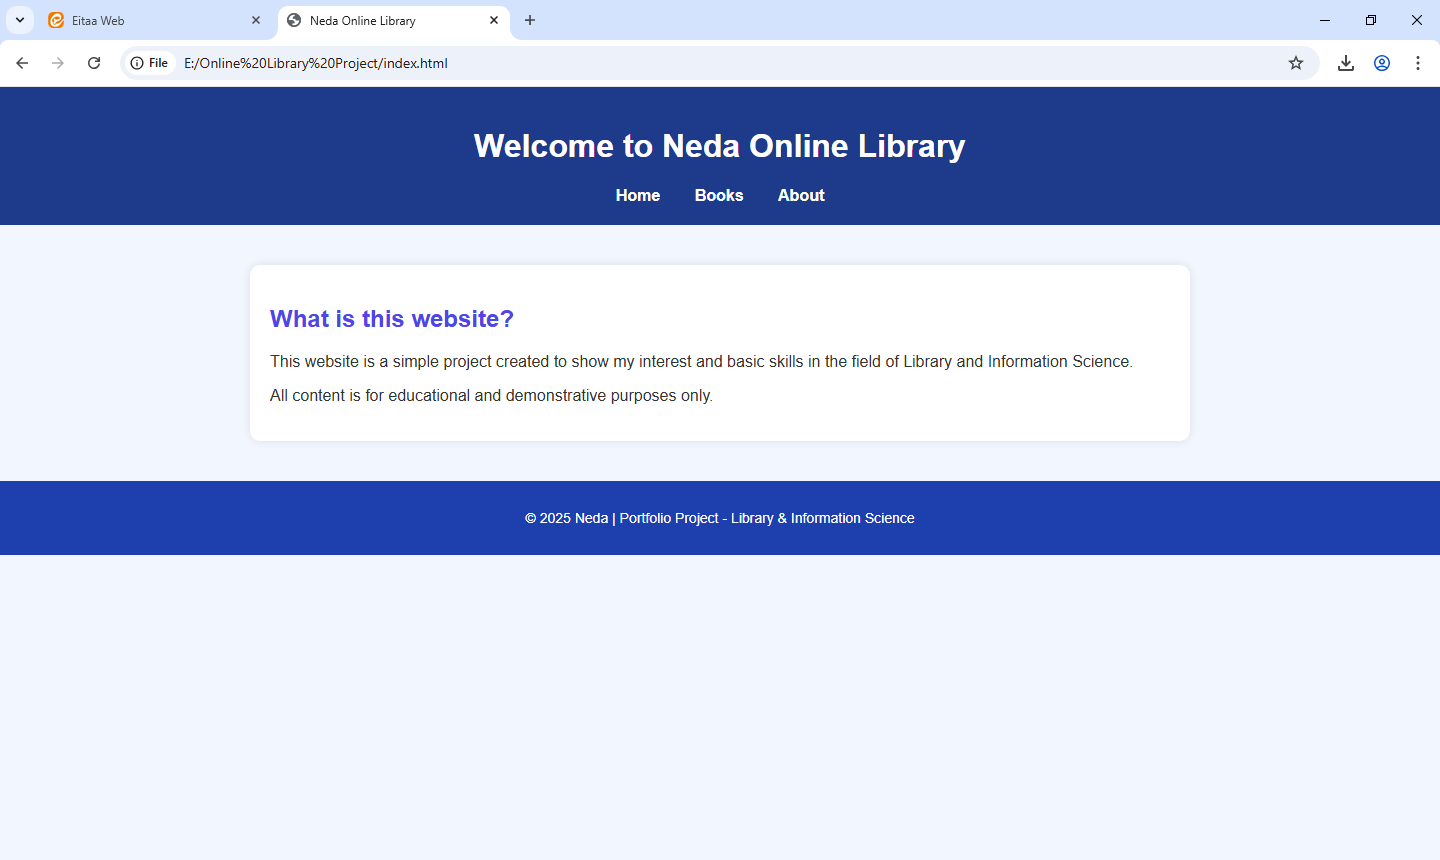 Eitaa Web
Neda Online Library
File
E:/Online%20Library%20Project/index.html
Welcome to Neda Online Library
Home Books About
What is this website?
This website is a simple project created to show my interest and basic skills in the field of Library and Information Science.
All content is for educational and demonstrative purposes only.
© 2025 Neda | Portfolio Project - Library & Information Science